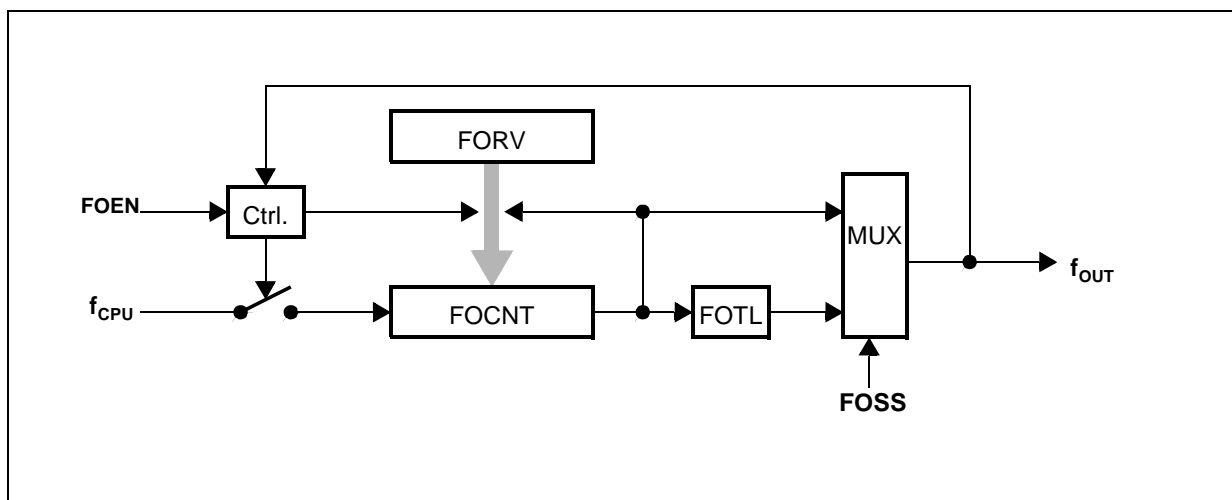 FORV
FOEN
Ctrl.
MUX
fOUT
fCPU
FOCNT
FOTL
FOSS